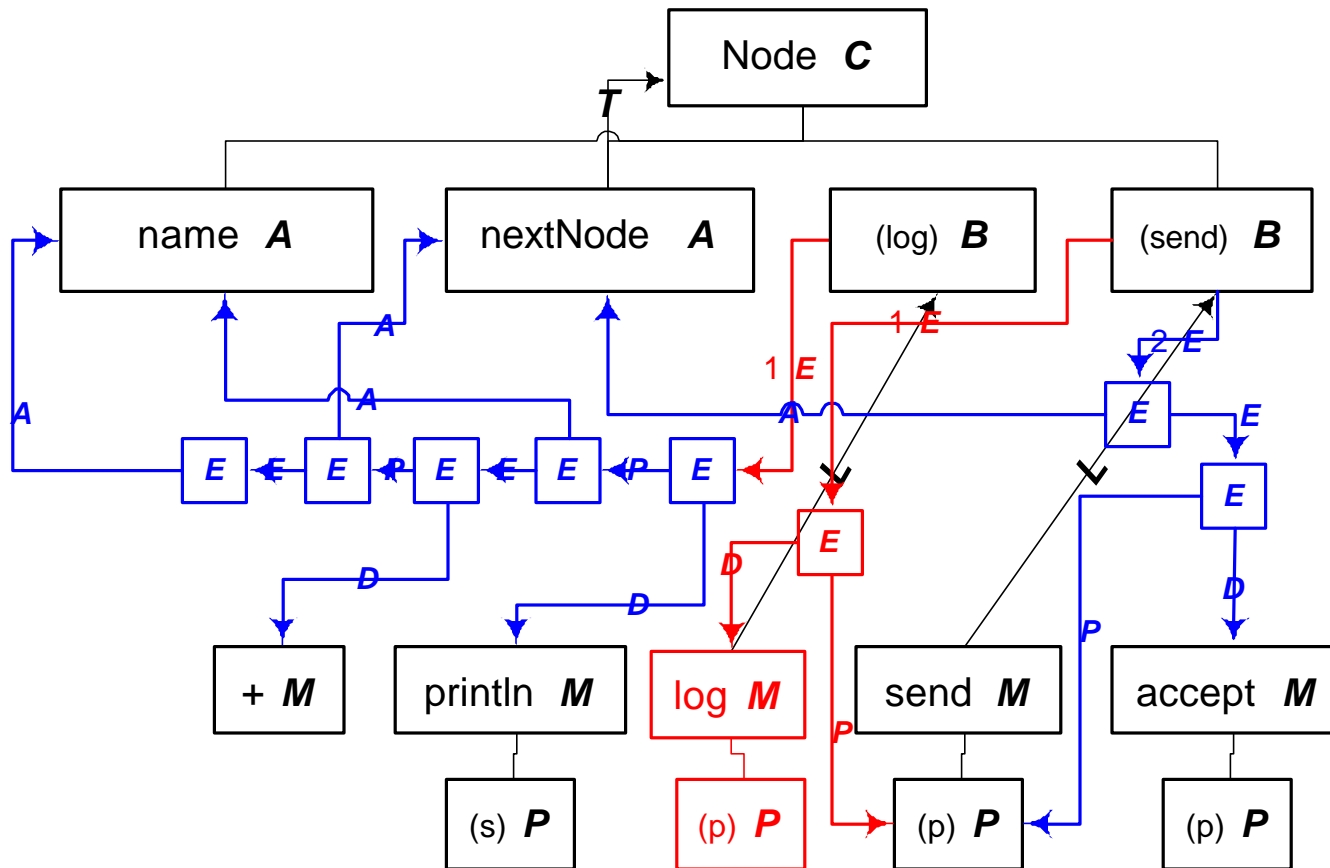 Node C
T
name A
nextNode A
(log) B
(send) B
A
1 E
2 E
1 E
A
A
A
E
E
E
E
E
E
P
E
E
E
P
E
E
E
E
D
D
D
D
P
P
+ M
println M
log M
send M
accept M
(s) P
(p) P
(p) P
(p) P